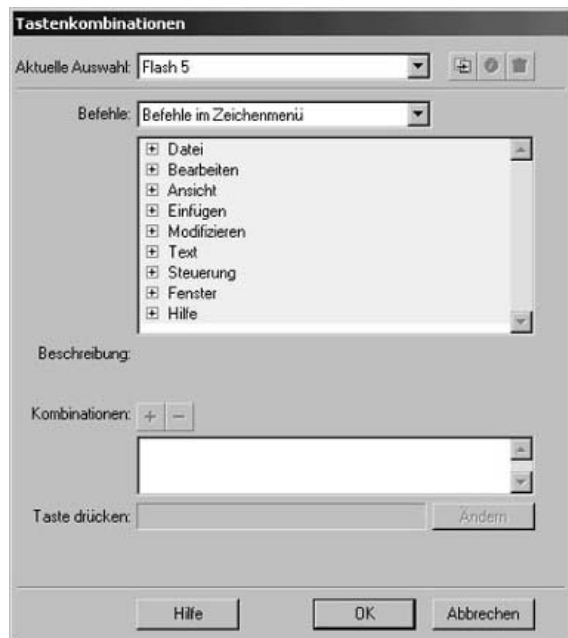 Tastenkombinationen
Aktuelle Auswahl: Flash 5
Befehle: Befehle im Zeichenmenü
Datei
Bearbeiten
Ansicht
Einfügen
Modifizieren
Text
Steuerung
Fenster
Hilfe
Beschreibung:
Kombinationen:
Taste drücken: Ändern
Hilfe OK Abbrechen